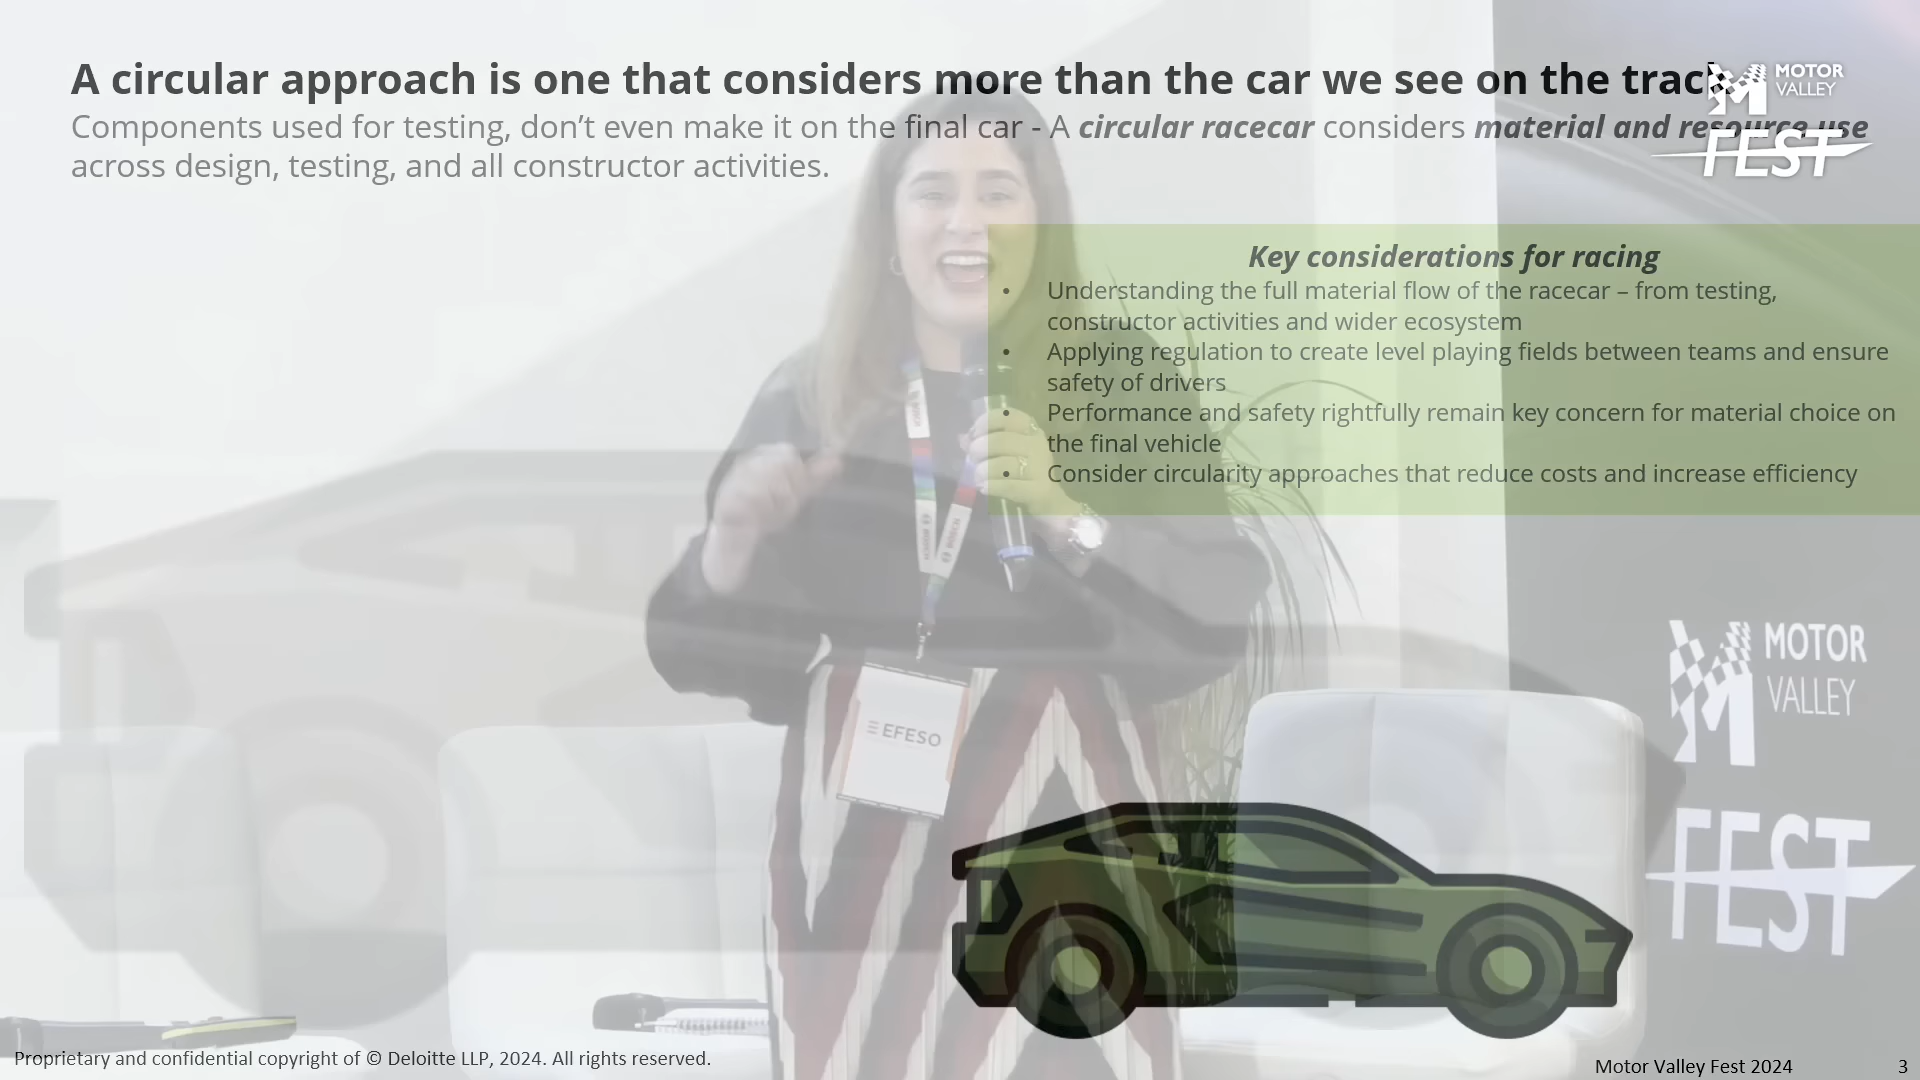 A circular approach is one that considers more than the car we see on the track
Components used for testing, don’t even make it on the final car - A circular racecar considers material and resource use
across design, testing, and all constructor activities.
MOTOR
VALLEY
FEST
Key considerations for racing
• Understanding the full material flow of the racecar – from testing,
constructor activities and wider ecosystem
• Applying regulation to create level playing fields between teams and ensure
safety of drivers
• Performance and safety rightfully remain key concern for material choice on
the final vehicle
• Consider circularity approaches that reduce costs and increase efficiency
BOSCH
EFESO
MOTOR
VALLEY
FEST
Proprietary and confidential copyright of © Deloitte LLP, 2024. All rights reserved.
Motor Valley Fest 2024
3